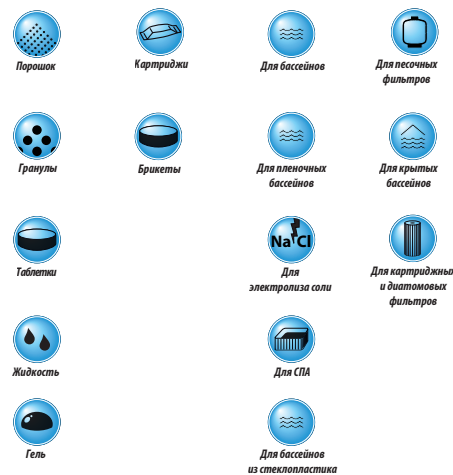 Порошок
Картриджи
Для бассейнов
Для песочных
фильтров
Гранулы
Брикеты
Для пленочных
бассейнов
Для крытых
бассейнов
Таблетки
Na Cl
Для
электролиза соли
Для картриджных
и диатомовых
фильтров
Жидкость
Для СПА
Гель
Для бассейнов
из стеклопластика